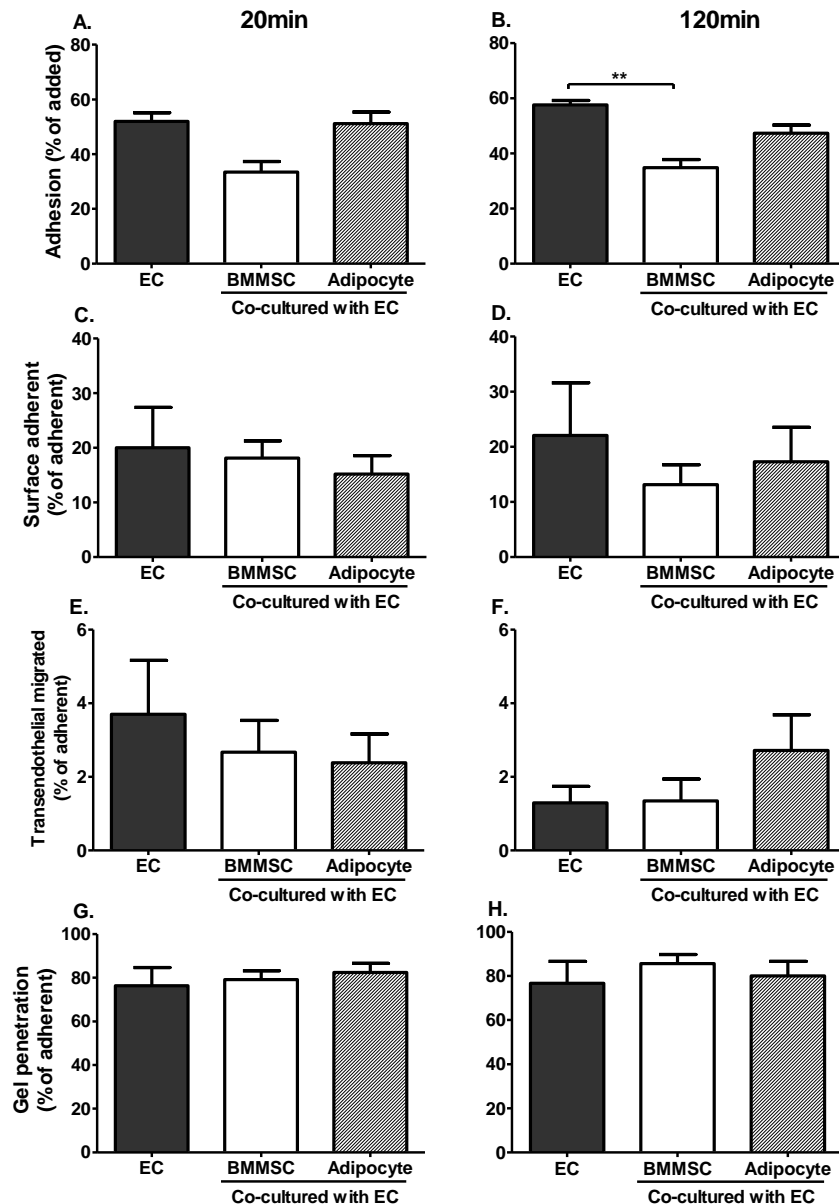 A.
20min
Adhesion (% of added)
80
60
40
20
0
EC
BMMSC
Adipocyte
Co-cultured with EC
B.
120min
80
60
40
20
0
**
EC
BMMSC
Adipocyte
Co-cultured with EC
C.
Surface adherent
(% of adherent)
40
30
20
10
0
EC
BMMSC
Adipocyte
Co-cultured with EC
D.
40
30
20
10
0
EC
BMMSC
Adipocyte
Co-cultured with EC
E.
Transendothelial migrated
(% of adherent)
6
4
2
0
EC
BMMSC
Adipocyte
Co-cultured with EC
F.
6
4
2
0
EC
BMMSC
Adipocyte
Co-cultured with EC
G.
Gel penetration
(% of adherent)
100
80
60
40
20
0
EC
BMMSC
Adipocyte
Co-cultured with EC
H.
100
80
60
40
20
0
EC
BMMSC
Adipocyte
Co-cultured with EC